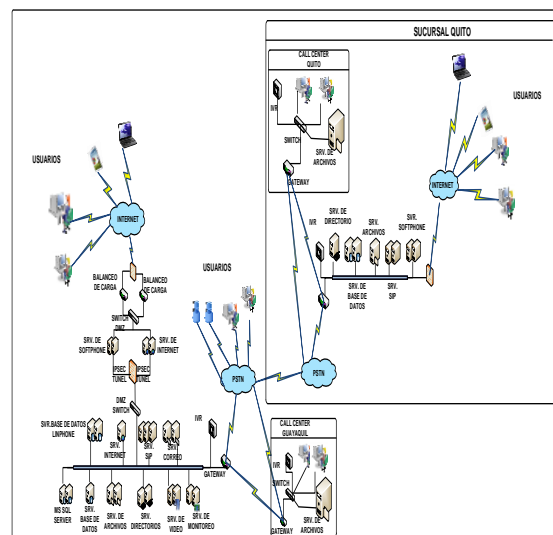 SUCURSAL QUITO
CALL CENTER
QUITO
IVR
SWITCH
SRV. DE
ARCHIVOS
GATEWAY
USUARIOS
INTERNET
IVR
SRV. DE
DIRECTORIO
SRV.
ARCHIVOS
SVR.
SOFTPHONE
SRV. DE
BASE DE
DATOS
SRV.
SIP
PSTN
USUARIOS
INTERNET
BALANCEO
DE CARGA
BALANCEO
DE CARGA
SWITCH
DMZ
SRV. DE
SOFTPHONE
SRV. DE
INTERNET
IPSEC
TUNEL
IPSEC
TUNEL
DMZ
SWITCH
USUARIOS
PSTN
SVR.BASE DE DATOS
LINPHONE
SRV.
INTERNET
SRV.
SIP
SRV.
CORREO
IVR
GATEWAY
MS SQL
SERVER
SRV.
BASE DE
DATOS
SRV. DE
ARCHIVOS
SRV.
DIRECTORIOS
SRV. DE
VIDEO
SRV. DE
MONITOREO
CALL CENTER
GUAYAQUIL
IVR
SWITCH
SRV. DE
ARCHIVOS
GATEWAY